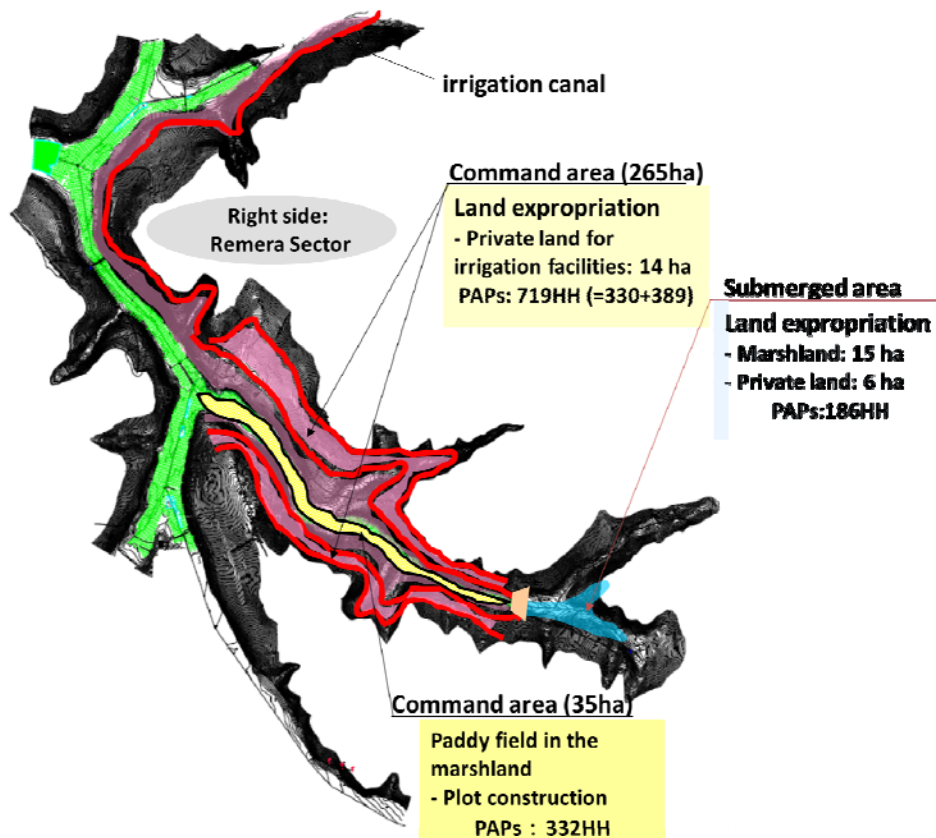 irrigation canal
Command area (265ha)
Land expropriation
- Private land for
irrigation facilities: 14 ha
PAPs: 719HH (=330+389)
Right side:
Remera Sector
Submerged area
Land expropriation
- Marshland: 15 ha
- Private land: 6 ha
PAPs:186HH
Command area (35ha)
Paddy field in the
marshland
- Plot construction
PAPs : 332HH